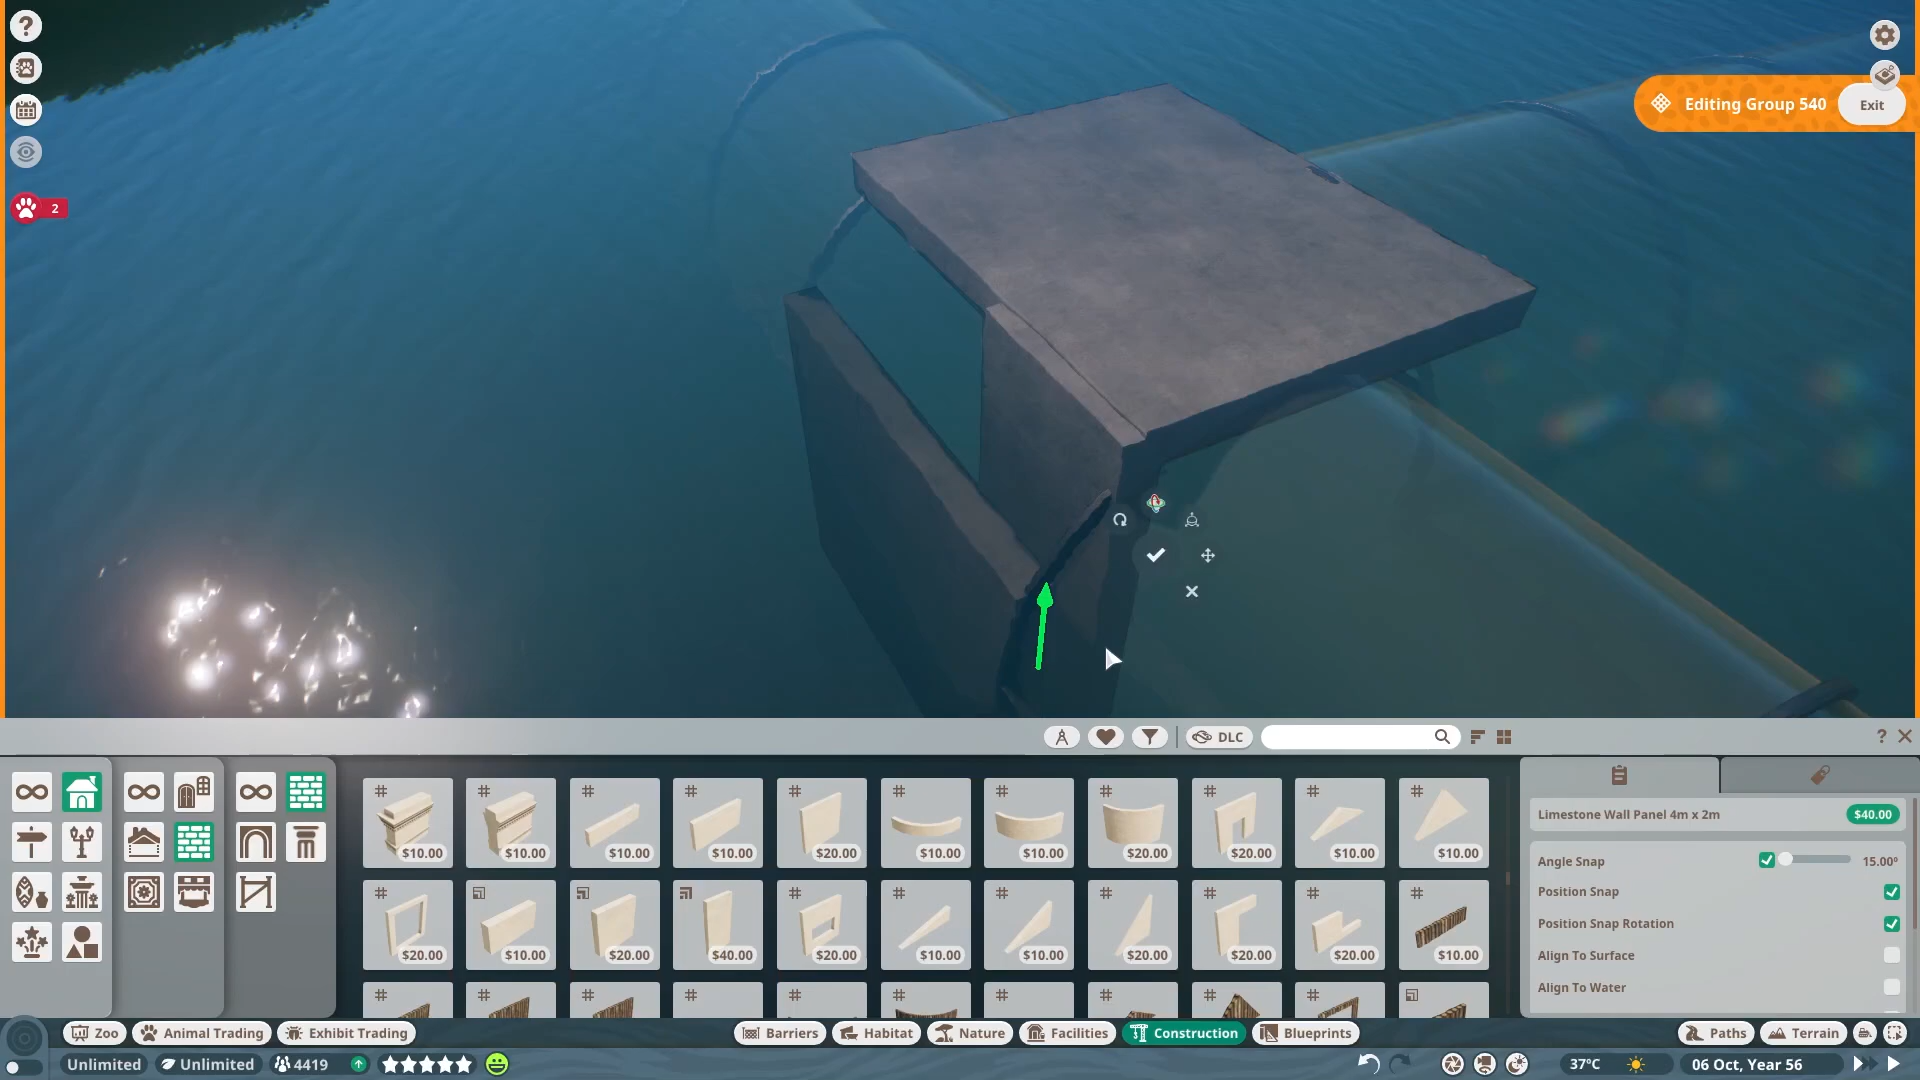 ?
Editing Group 540
Exit
2
DLC
?
$10.00
$10.00
$10.00
$10.00
$20.00
$10.00
$10.00
$20.00
$20.00
$10.00
$10.00
$20.00
$10.00
$20.00
$40.00
$20.00
$10.00
$10.00
$20.00
$20.00
$20.00
$10.00
Limestone Wall Panel 4m x 2m
$40.00
Angle Snap
15.00°
Position Snap
Position Snap Rotation
Align To Surface
Align To Water
Zoo
Animal Trading
Exhibit Trading
Barriers
Habitat
Nature
Facilities
Construction
Blueprints
Paths
Terrain
Unlimited
Unlimited
4419
37°C
06 Oct, Year 56